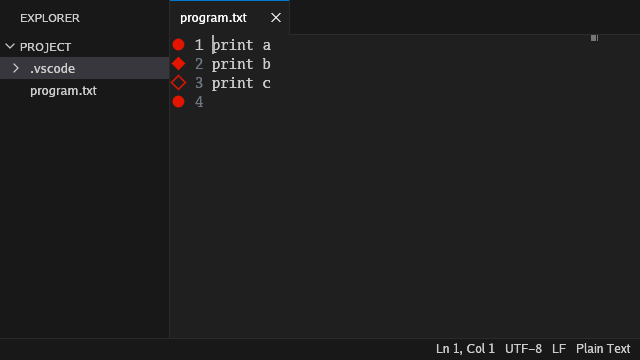 EXPLORER
PROJECT
.vscode
program.txt
program.txt
1 print a
2 print b
3 print c
4
Ln 1, Col 1 UTF-8 LF Plain Text